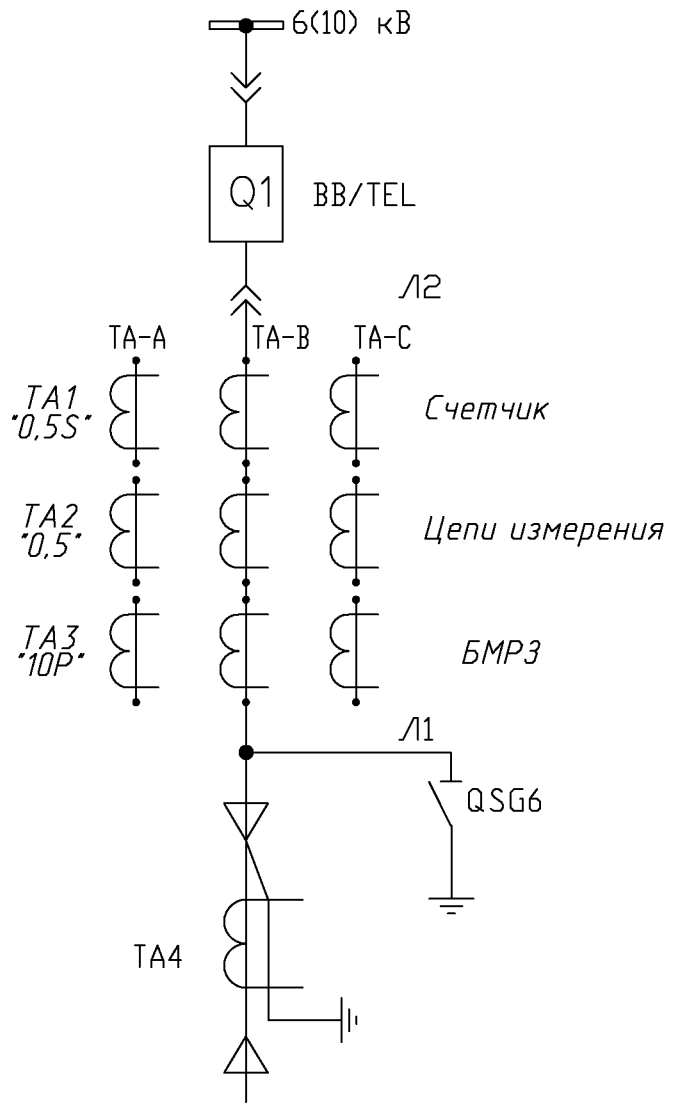 6(10) кВ
Q1
BB/TEL
Л2
TA-A
TA-B
TA-C
TA1
"0,5S"
Счетчик
TA2
"0,5"
Цепи измерения
TA3
"10P"
БМРЗ
Л1
QSG6
TA4